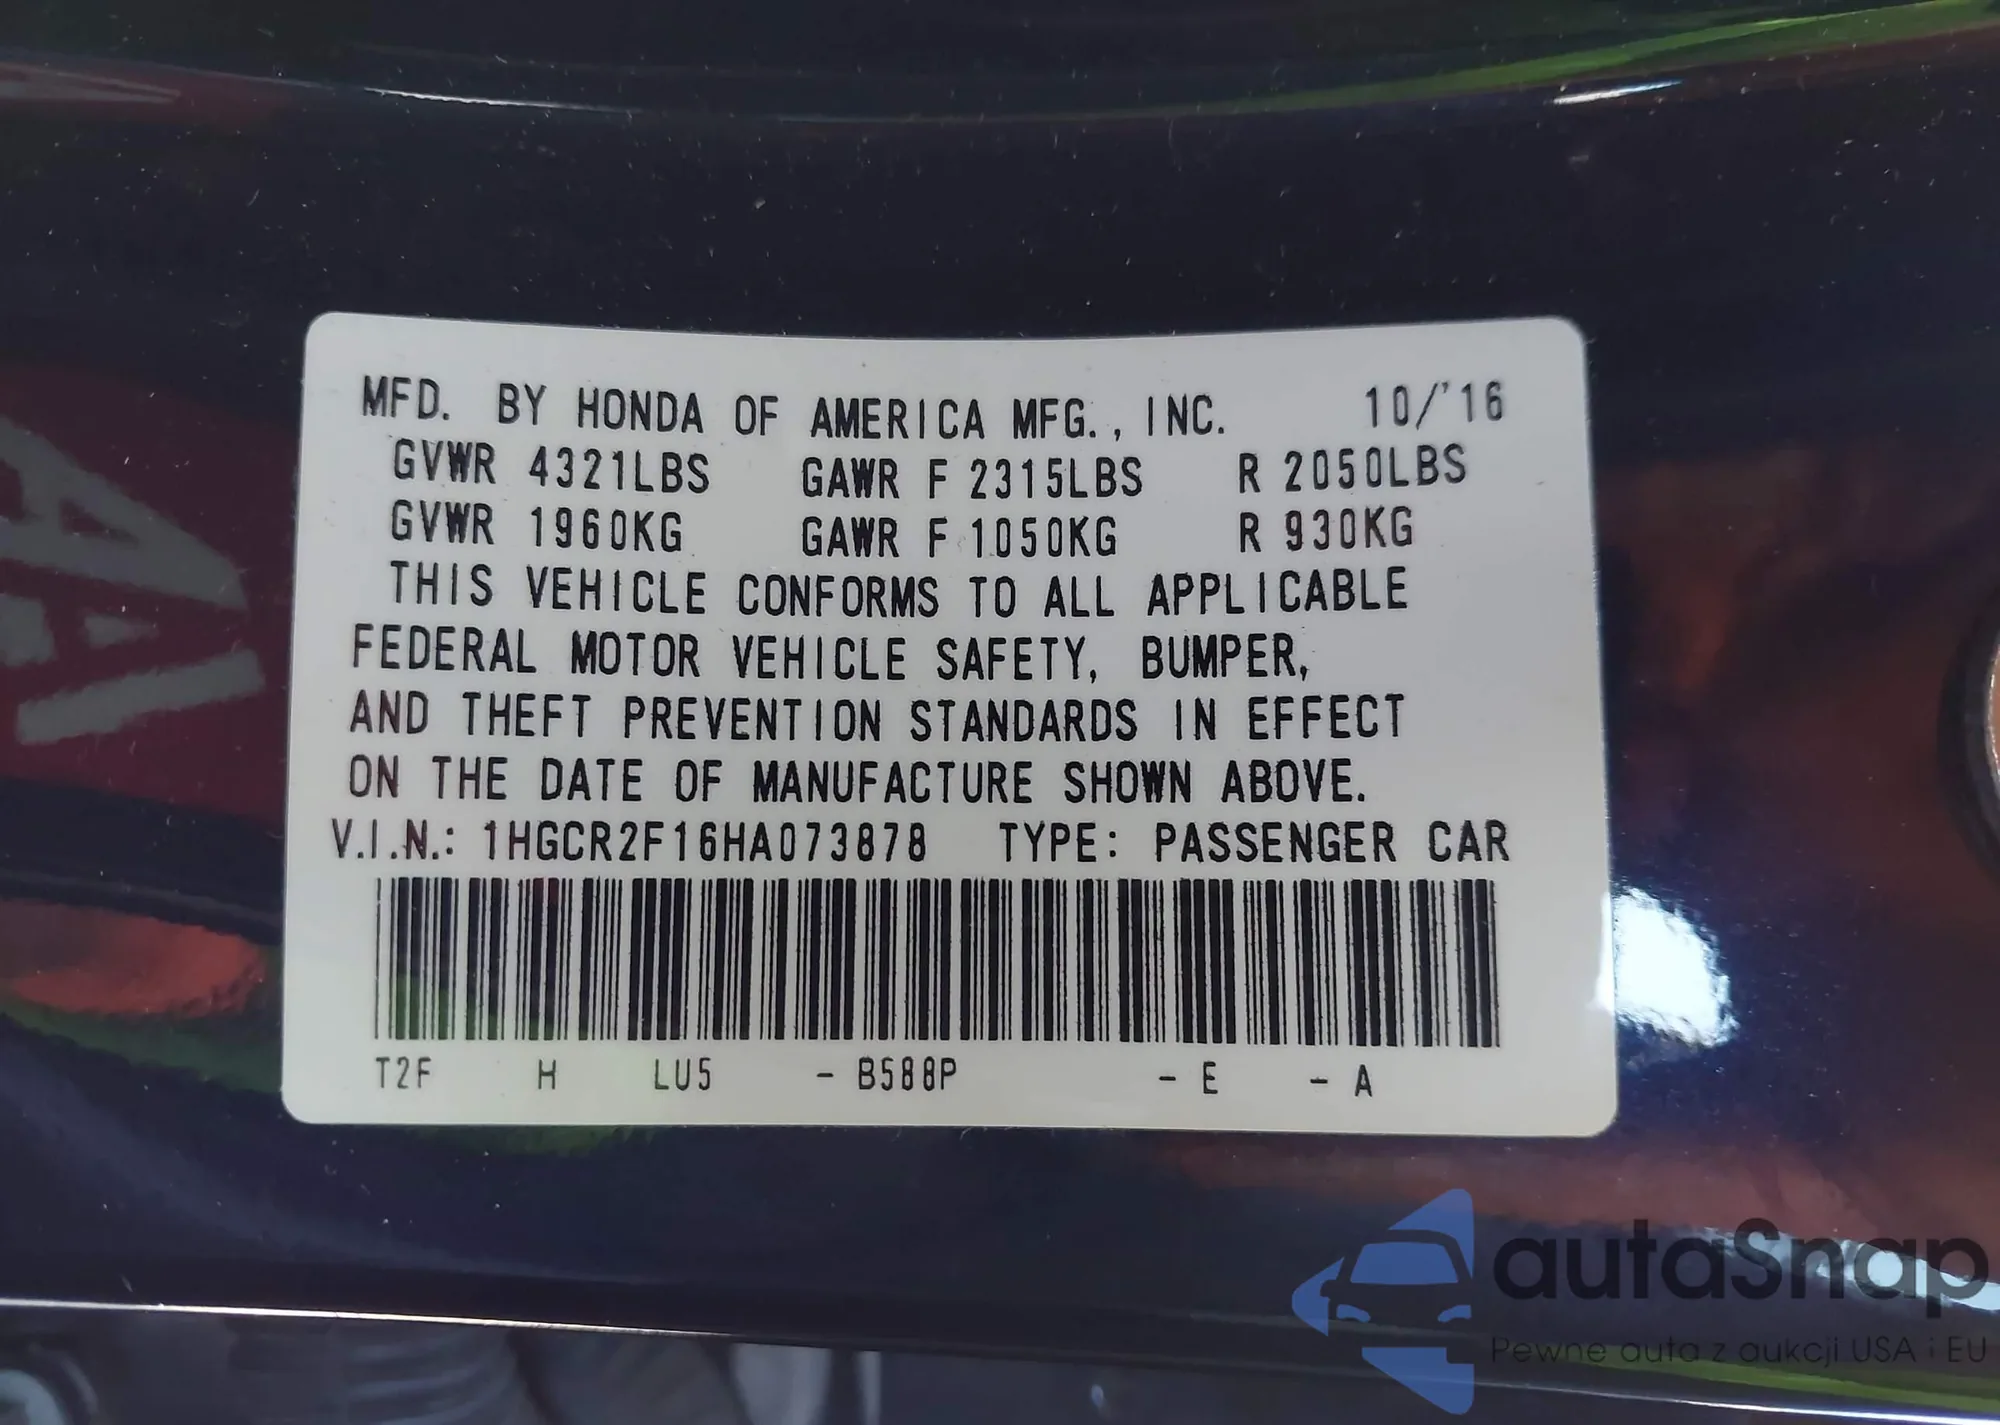 MFD. BY HONDA OF AMERICA MFG., INC. 10/'16
GVWR 4321LBS GAWR F 2315LBS R 2050LBS
GVWR 1960KG GAWR F 1050KG R 930KG
THIS VEHICLE CONFORMS TO ALL APPLICABLE
FEDERAL MOTOR VEHICLE SAFETY, BUMPER,
AND THEFT PREVENTION STANDARDS IN EFFECT
ON THE DATE OF MANUFACTURE SHOWN ABOVE.
V.I.N.: 1HGCR2F16HA073878 TYPE: PASSENGER CAR
T2F H LU5 - B588P - E - A
autaSnap
Pewne auta z aukcji USA i EU